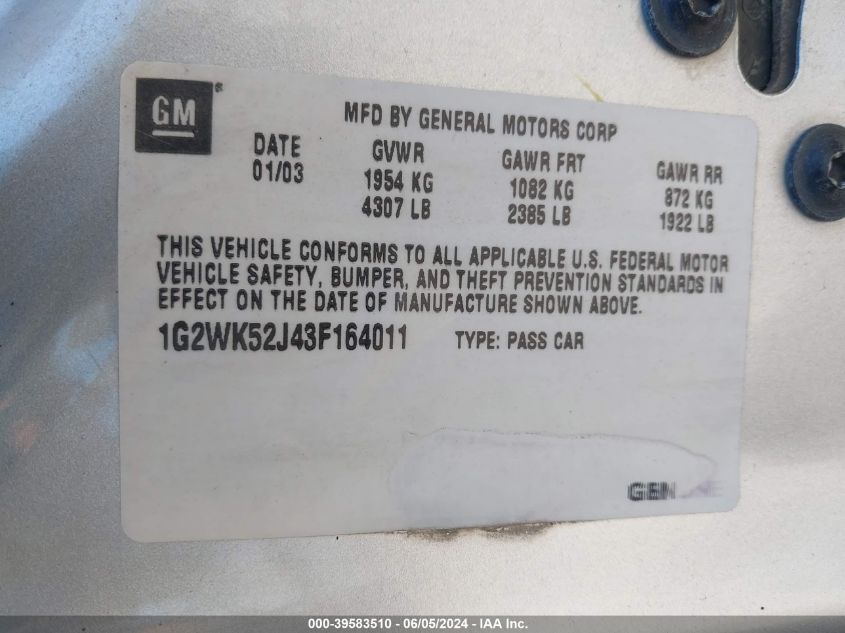 GM ®
MFD BY GENERAL MOTORS CORP
DATE GVWR GAWR FRT GAWR RR
01/03 1954 KG 1082 KG 872 KG
4307 LB 2385 LB 1922 LB
THIS VEHICLE CONFORMS TO ALL APPLICABLE U.S. FEDERAL MOTOR
VEHICLE SAFETY, BUMPER, AND THEFT PREVENTION STANDARDS IN
EFFECT ON THE DATE OF MANUFACTURE SHOWN ABOVE.
1G2WK52J43F164011 TYPE: PASS CAR
000-39583510 - 06/05/2024 - IAA Inc.